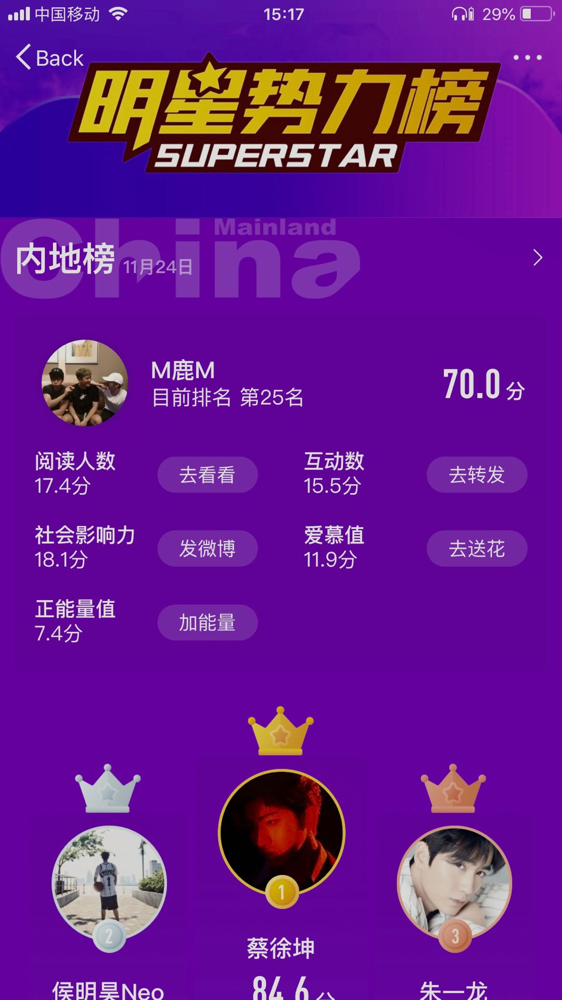 中国移动 15:17 29%
Back
明星势力榜
SUPERSTAR
China
Mainland
内地榜 11月24日
M鹿M
目前排名 第25名
70.0分
阅读人数
17.4分
去看看
互动数
15.5分
去转发
社会影响力
18.1分
发微博
爱慕值
11.9分
去送花
正能量值
7.4分
加能量
1
2
3
蔡徐坤
84.6分
侯明昊Neo
朱一龙